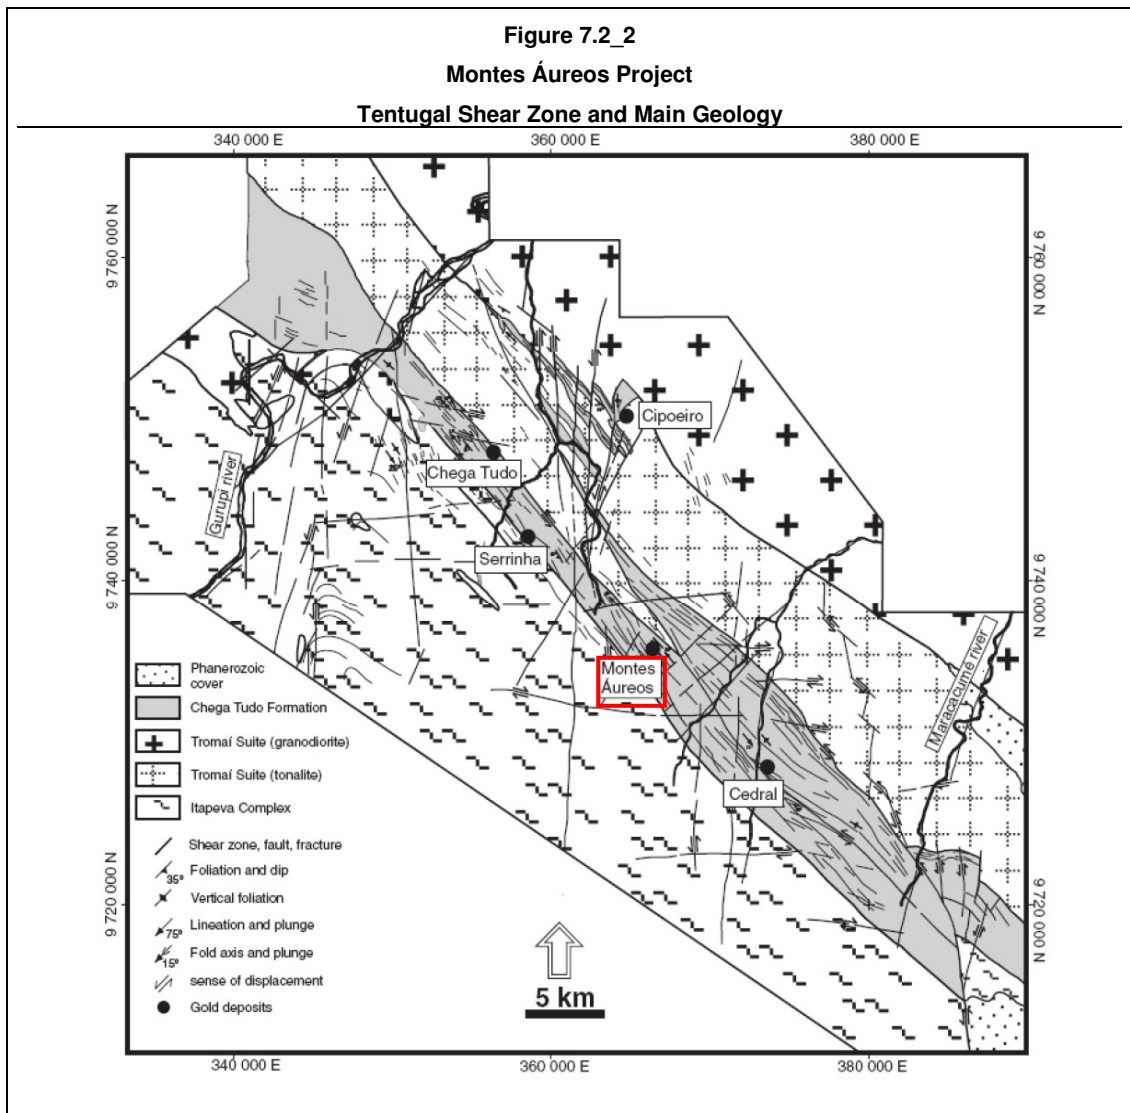 Figure 7.2_2
Montes Áureos Project
Tentugal Shear Zone and Main Geology
340 000 E
360 000 E
380 000 E
9 760 000 N
9 760 000 N
Cipoeiro
Chega Tudo
Gurupi river
Serrinha
9 740 000 N
9 740 000 N
Montes
Áureos
Maracaçumé river
Cedral
Phanerozoic
cover
Chega Tudo Formation
Tromaí Suite (granodiorite)
Tromaí Suite (tonalite)
Itapeva Complex
Shear zone, fault, fracture
35º Foliation and dip
Vertical foliation
75º Lineation and plunge
15º Fold axis and plunge
sense of displacement
Gold deposits
9 720 000 N
9 720 000 N
5 km
340 000 E
360 000 E
380 000 E